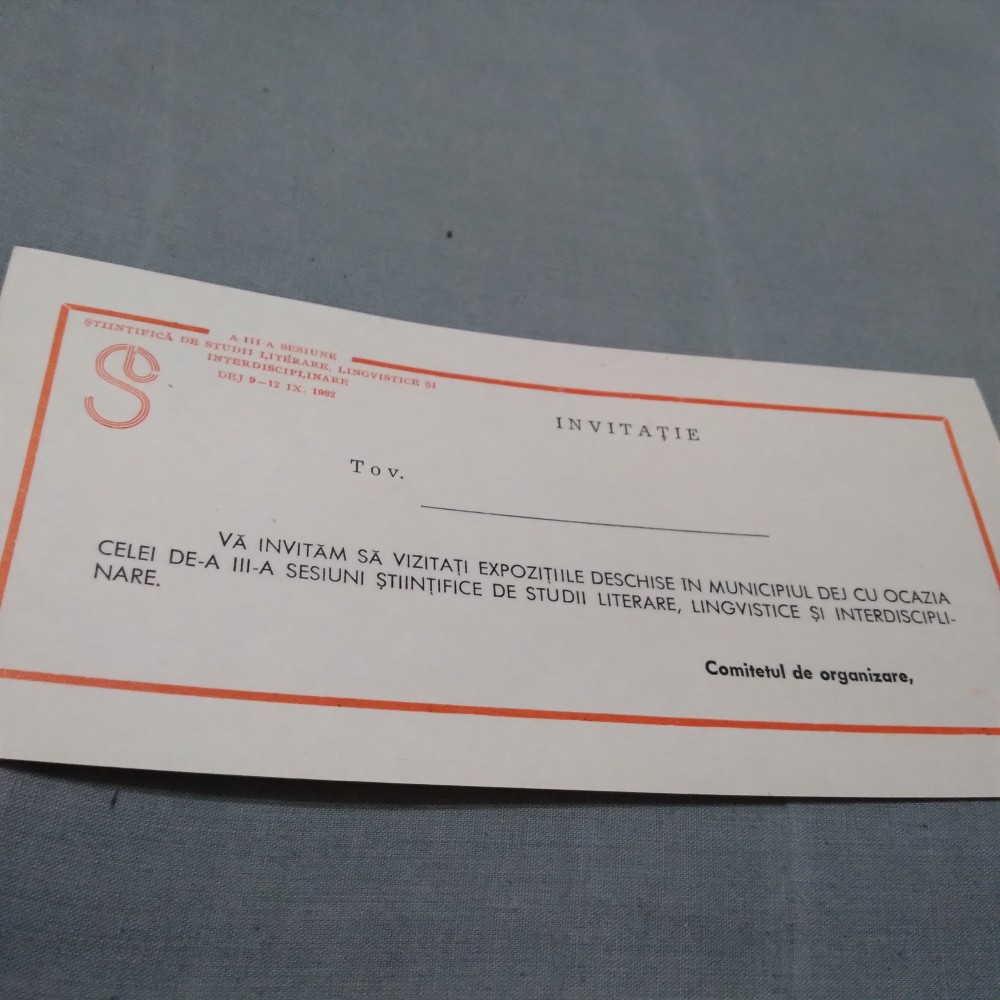 A III-A SESIUNE
ȘTIINȚIFICĂ DE STUDII LITERARE, LINGVISTICE ȘI
INTERDISCIPLINARE
DEJ 9–12 IX. 1982
INVITAȚIE
Tov.
VĂ INVITĂM SĂ VIZITAȚI EXPOZIȚIILE DESCHISE ÎN MUNICIPIUL DEJ CU OCAZIA
CELEI DE-A III-A SESIUNI ȘTIINȚIFICE DE STUDII LITERARE, LINGVISTICE ȘI INTERDISCIPLI-
NARE.
Comitetul de organizare,